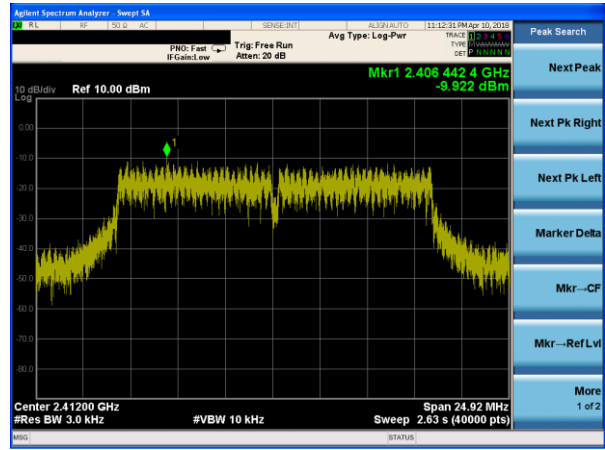 Agilent Spectrum Analyzer - Swept SA
RL RF 50 Ω AC SENSE:INT ALIGN AUTO 11:12:31 PM Apr 10, 2018
PNO: Fast Trig: Free Run Avg Type: Log-Pwr TRACE 1 2 3 4 5 6
IFGain:Low Atten: 20 dB TYPE M
DET P N N N N N
Peak Search
Mkr1 2.406 442 4 GHz
-9.922 dBm
10 dB/div Ref 10.00 dBm
Log
1
0.00
-10.0
-20.0
-30.0
-40.0
-50.0
-60.0
-70.0
-80.0
Center 2.41200 GHz Span 24.92 MHz
#Res BW 3.0 kHz #VBW 10 kHz Sweep 2.63 s (40000 pts)
MSG STATUS
Next Peak
Next Pk Right
Next Pk Left
Marker Delta
Mkr→CF
Mkr→Ref Lvl
More
1 of 2